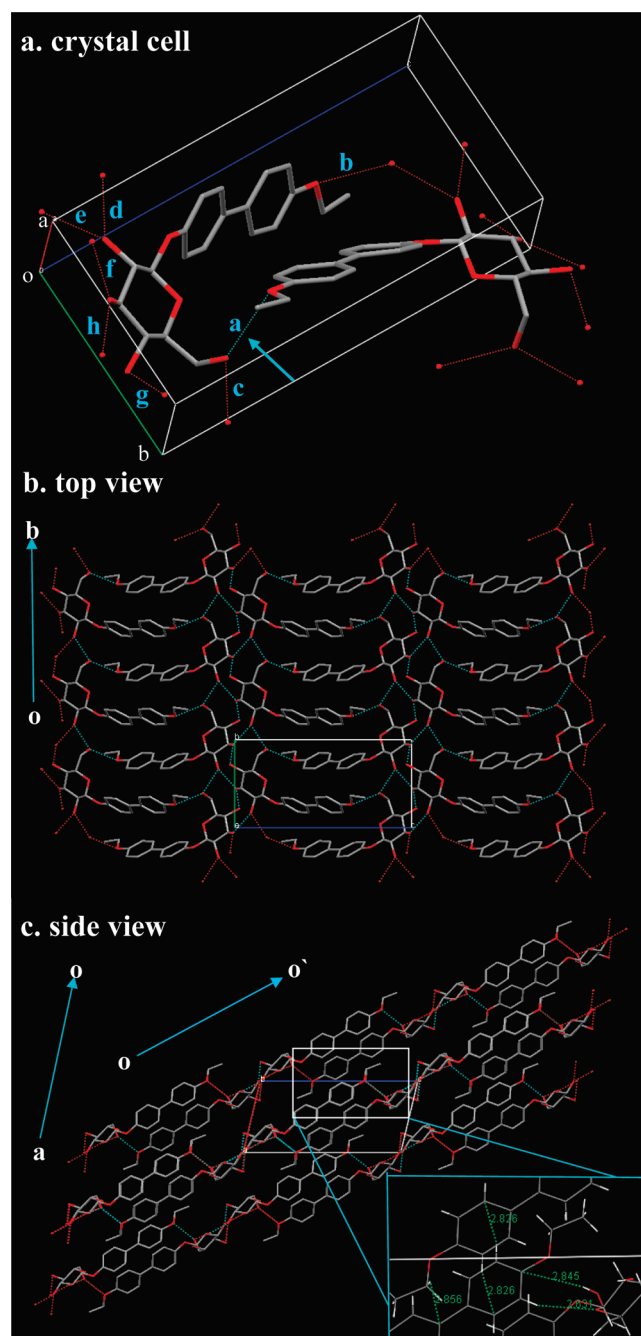 a. crystal cell
b
e
d
a
o
f
h
a
c
g
b
c
b. top view
b
o
c. side view
o
o`
o
a
2.826
2.845
2.826
2.856